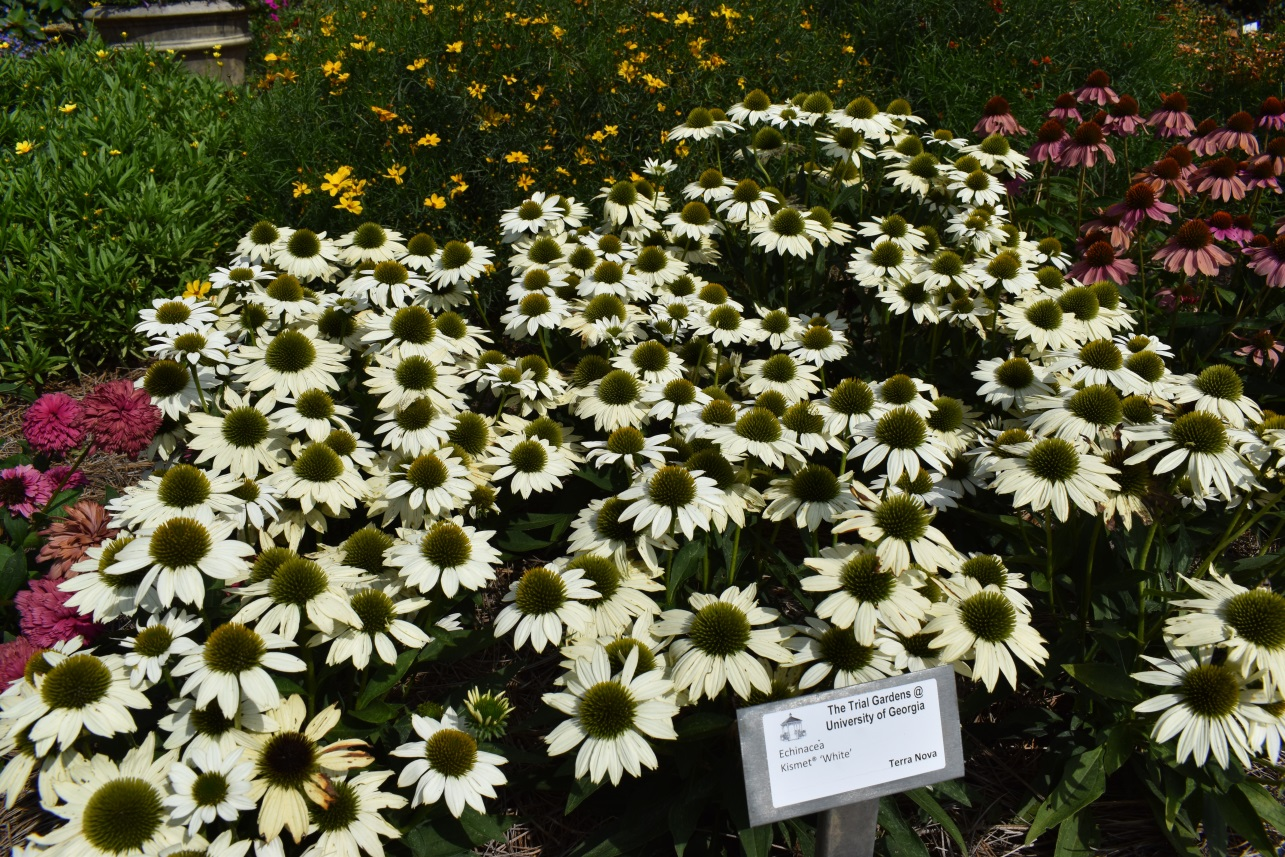 The Trial Gardens @
University of Georgia
Echinacea
Kismet® 'White'
Terra Nova